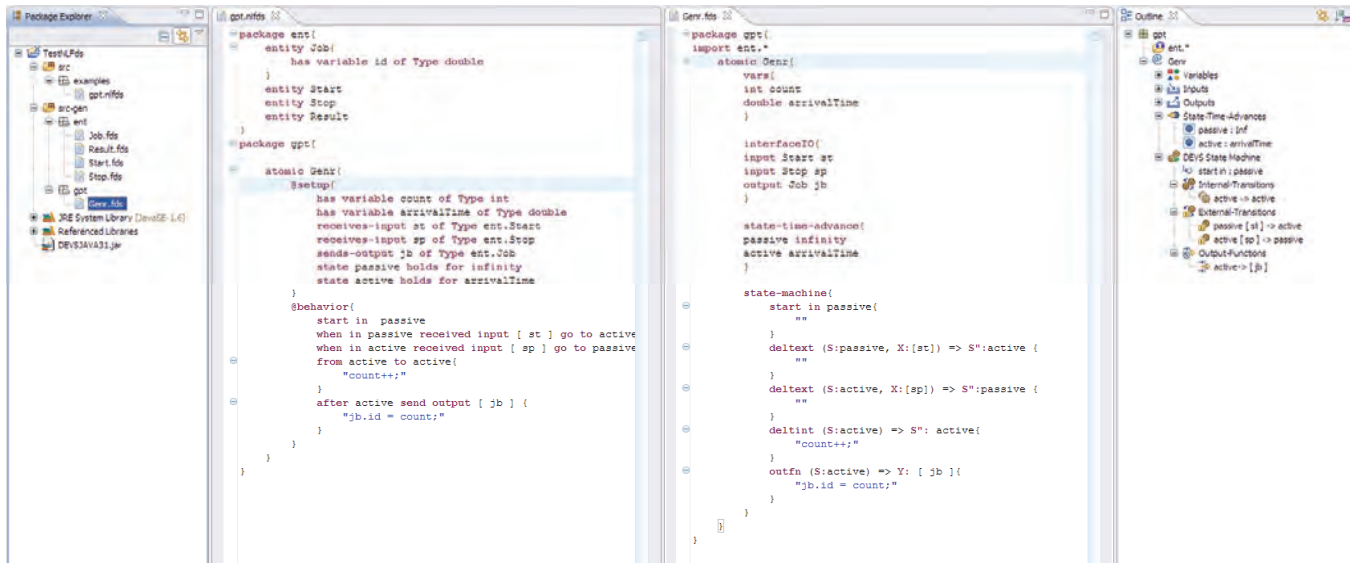 Package Explorer
TestNLFds
src
examples
gpt.nlfds
src-gen
ent
Job.fds
Result.fds
Start.fds
Stop.fds
gpt
Genr.fds
JRE System Library [JavaSE-1.6]
Referenced Libraries
DEVSJAVA31.jar
gpt.nlfds
package ent{
entity Job{
has variable id of Type double
}
entity Start
entity Stop
entity Result
}
package gpt{
atomic Genr{
@setup{
has variable count of Type int
has variable arrivalTime of Type double
receives-input st of Type ent.Start
receives-input sp of Type ent.Stop
sends-output jb of Type ent.Job
state passive holds for infinity
state active holds for arrivalTime
}
@behavior{
start in  passive
when in passive received input [ st ] go to active
when in active received input [ sp ] go to passive
from active to active{
"count++;"
}
after active send output [ jb ] {
"jb.id = count;"
}
}
}
}
Genr.fds
package gpt{
import ent.*
atomic Genr{
vars{
int count
double arrivalTime
}
interfaceIO{
input Start st
input Stop sp
output Job jb
}
state-time-advance{
passive infinity
active arrivalTime
}
state-machine{
start in passive{
""
}
deltext (S:passive, X:[st]) => S":active {
""
}
deltext (S:active, X:[sp]) => S":passive {
""
}
deltint (S:active) => S": active{
"count++;"
}
outfn (S:active) => Y: [ jb ]{
"jb.id = count;"
}
}
}
}
Outline
gpt
ent.*
Genr
Variables
Inputs
Outputs
State-Time-Advances
passive : Inf
active : arrivalTime
DEVS State Machine
start in : passive
Internal-Transitions
active -> active
External-Transitions
passive [ st ] -> active
active [ sp ] -> passive
Output-Functions
active-> [ jb ]